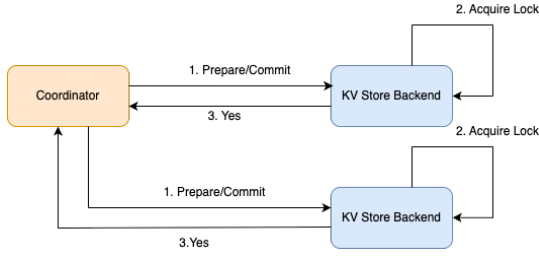 2. Acquire Lock
1. Prepare/Commit
Coordinator
KV Store Backend
3. Yes
2. Acquire Lock
1. Prepare/Commit
KV Store Backend
3.Yes